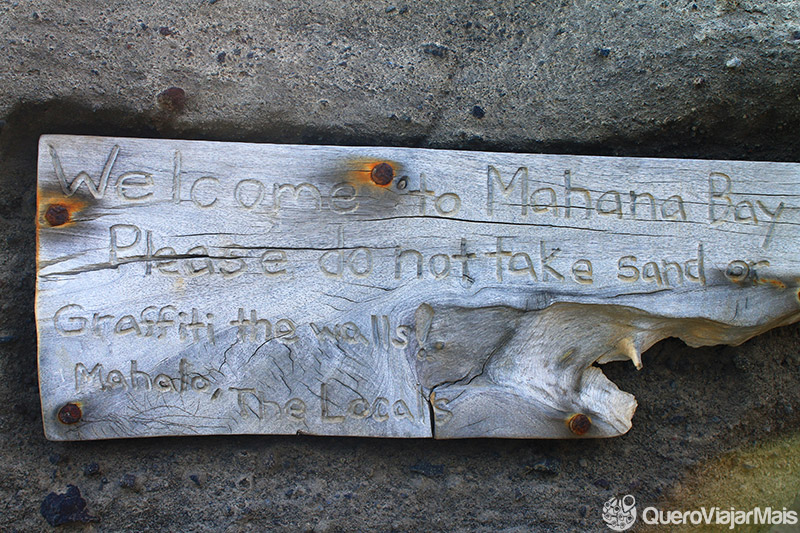 Welcome to Mahana Bay
Please do not take sand or
Graffiti the walls!
Mahalo, The Locals
QueroViajarMais